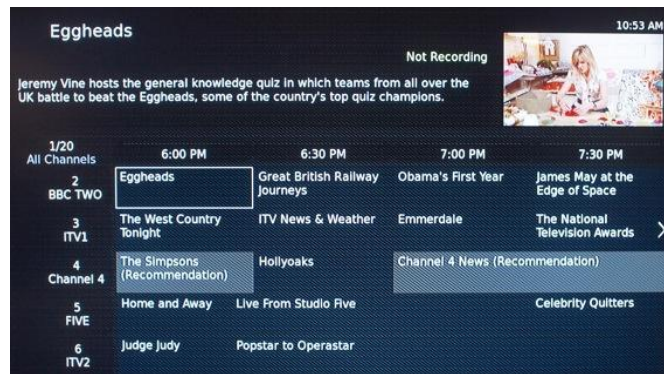 Eggheads
10:53 AM
Not Recording
Jeremy Vine hosts the general knowledge quiz in which teams from all over the
UK battle to beat the Eggheads, some of the country's top quiz champions.
1/20
All Channels
6:00 PM
6:30 PM
7:00 PM
7:30 PM
2
BBC TWO
Eggheads
Great British Railway
Journeys
Obama's First Year
James May at the
Edge of Space
3
ITV1
The West Country
Tonight
ITV News & Weather
Emmerdale
The National
Television Awards
4
Channel 4
The Simpsons
(Recommendation)
Hollyoaks
Channel 4 News (Recommendation)
5
FIVE
Home and Away
Live From Studio Five
Celebrity Quitters
6
ITV2
Judge Judy
Popstar to Operastar